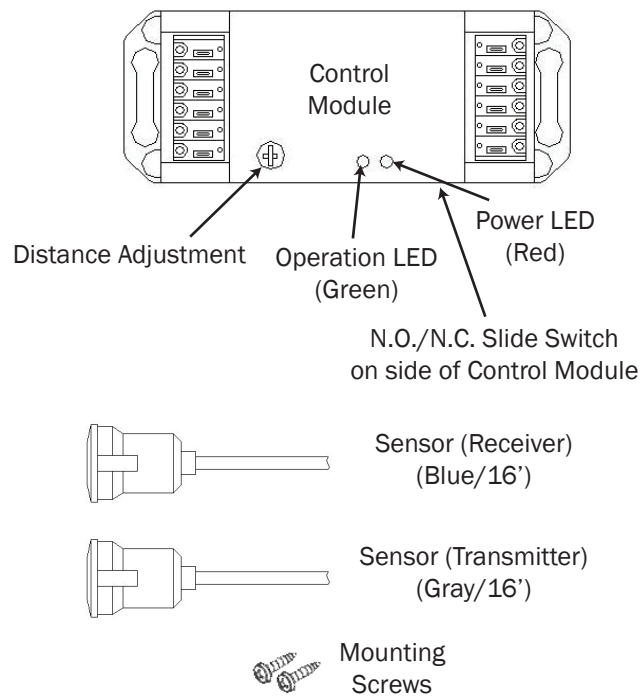 Control
Module
Distance Adjustment
Operation LED
(Green)
Power LED
(Red)
N.O./N.C. Slide Switch
on side of Control Module
Sensor (Receiver)
(Blue/16’)
Sensor (Transmitter)
(Gray/16’)
Mounting
Screws